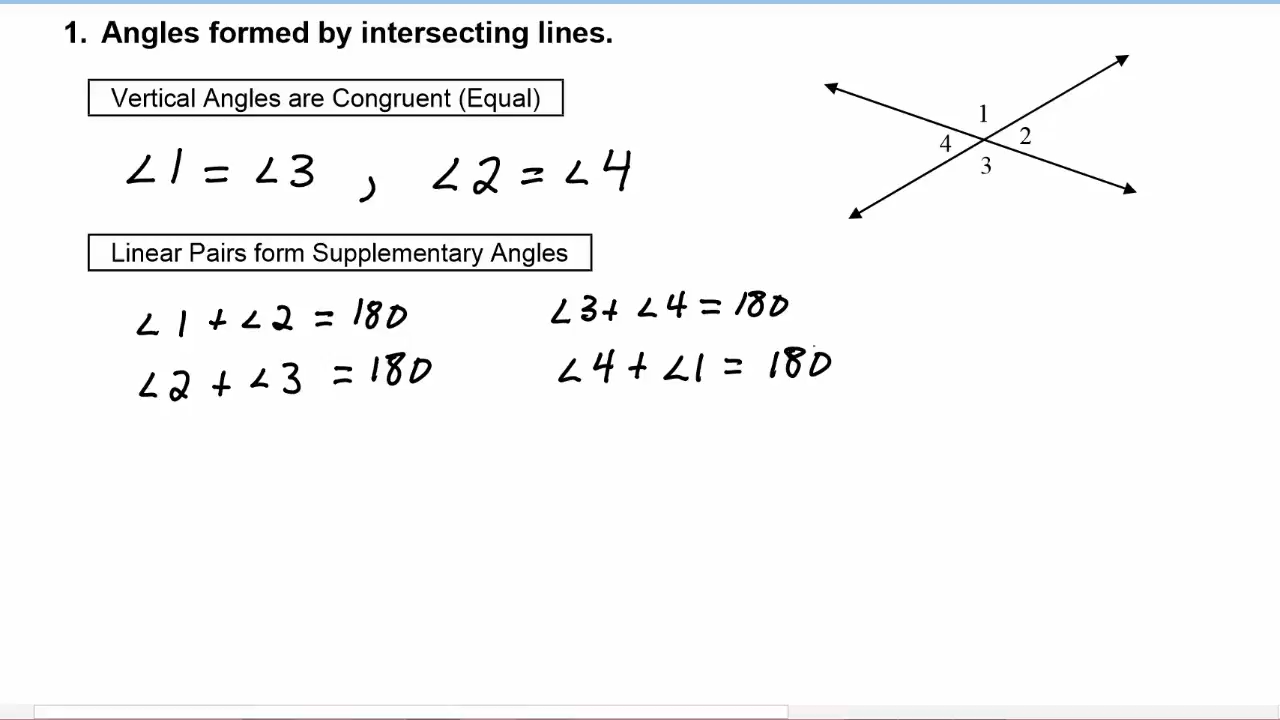 1. Angles formed by intersecting lines.
Vertical Angles are Congruent (Equal)
∠1 = ∠3 , ∠2 = ∠4
1
2
4
3
Linear Pairs form Supplementary Angles
∠1 + ∠2 = 180
∠3 + ∠4 = 180
∠2 + ∠3 = 180
∠4 + ∠1 = 180